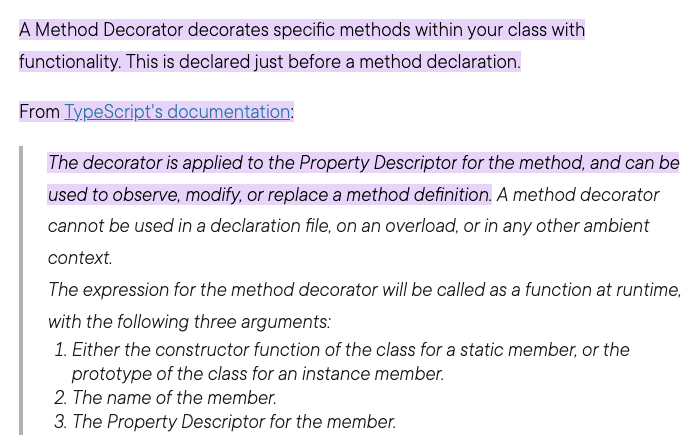 A Method Decorator decorates specific methods within your class with
functionality. This is declared just before a method declaration.
From TypeScript's documentation:
The decorator is applied to the Property Descriptor for the method, and can be
used to observe, modify, or replace a method definition. A method decorator
cannot be used in a declaration file, on an overload, or in any other ambient
context.
The expression for the method decorator will be called as a function at runtime,
with the following three arguments:
1. Either the constructor function of the class for a static member, or the
prototype of the class for an instance member.
2. The name of the member.
3. The Property Descriptor for the member.